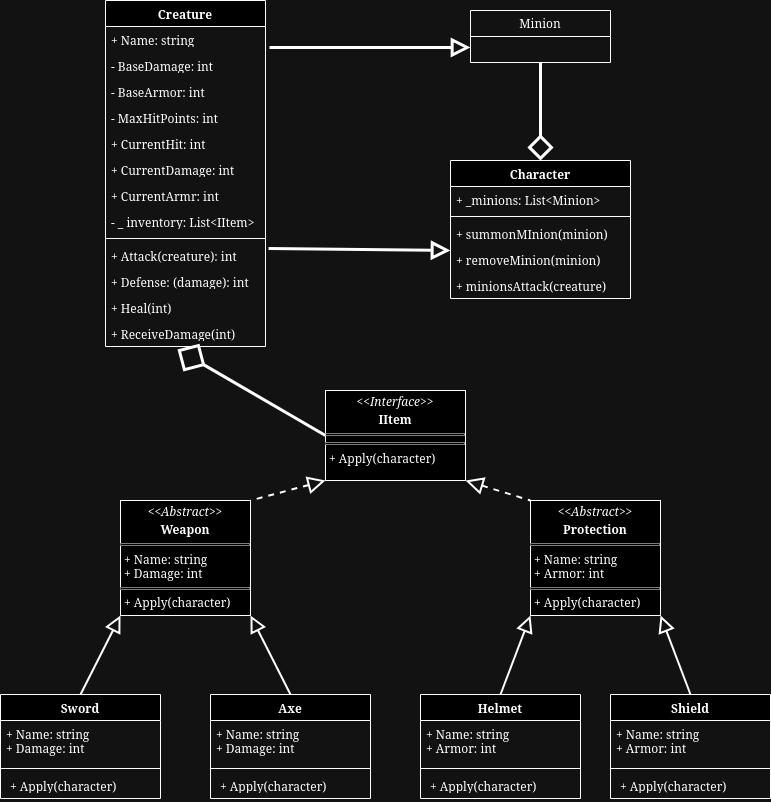 Creature
+ Name: string
- BaseDamage: int
- BaseArmor: int
- MaxHitPoints: int
+ CurrentHit: int
+ CurrentDamage: int
+ CurrentArmr: int
- _ inventory: List<IItem>
+ Attack(creature): int
+ Defense: (damage): int
+ Heal(int)
+ ReceiveDamage(int)
Minion
Character
+ _minions: List<Minion>
+ summonMInion(minion)
+ removeMinion(minion)
+ minionsAttack(creature)
<<Interface>>
IItem
+ Apply(character)
<<Abstract>>
Weapon
+ Name: string
+ Damage: int
+ Apply(character)
<<Abstract>>
Protection
+ Name: string
+ Armor: int
+ Apply(character)
Sword
+ Name: string
+ Damage: int
+ Apply(character)
Axe
+ Name: string
+ Damage: int
+ Apply(character)
Helmet
+ Name: string
+ Armor: int
+ Apply(character)
Shield
+ Name: string
+ Armor: int
+ Apply(character)